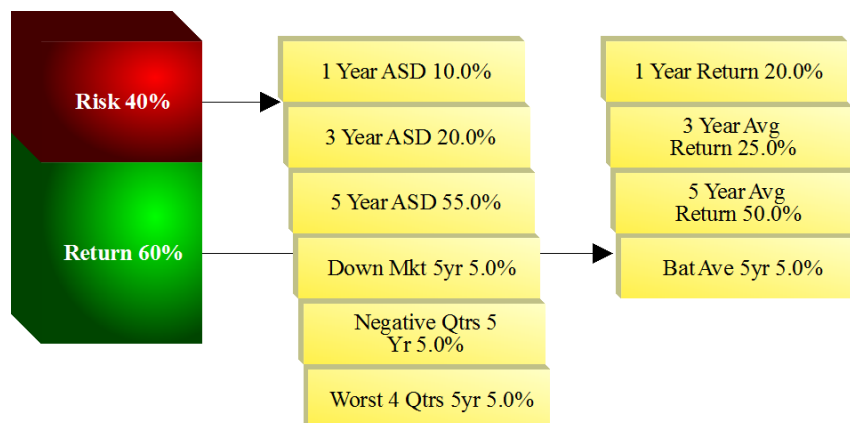 Risk 40%
Return 60%
1 Year ASD 10.0%
3 Year ASD 20.0%
5 Year ASD 55.0%
Down Mkt 5yr 5.0%
Negative Qtrs 5
Yr 5.0%
Worst 4 Qtrs 5yr 5.0%
1 Year Return 20.0%
3 Year Avg
Return 25.0%
5 Year Avg
Return 50.0%
Bat Ave 5yr 5.0%